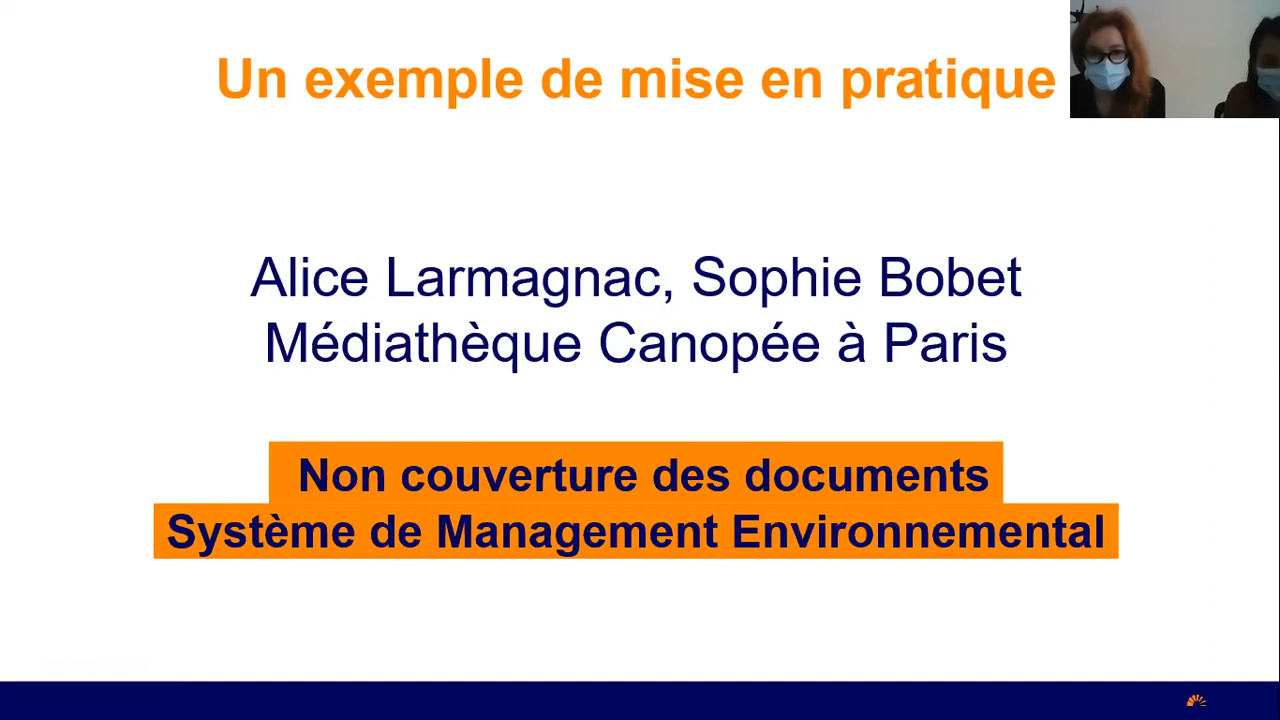 Un exemple de mise en pratique
Alice Larmagnac, Sophie Bobet
Médiathèque Canopée à Paris
Non couverture des documents
Système de Management Environnemental